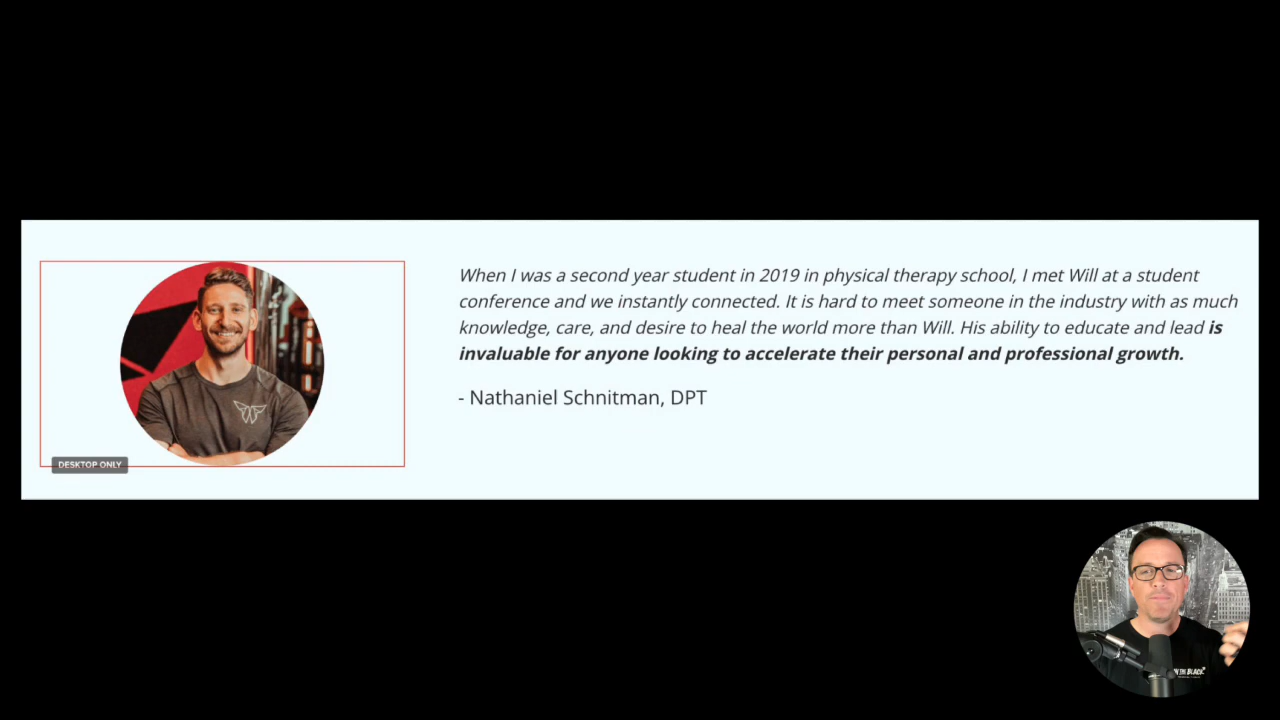 When I was a second year student in 2019 in physical therapy school, I met Will at a student
conference and we instantly connected. It is hard to meet someone in the industry with as much
knowledge, care, and desire to heal the world more than Will. His ability to educate and lead is
invaluable for anyone looking to accelerate their personal and professional growth.
- Nathaniel Schnitman, DPT
DESKTOP ONLY
IN BLACK